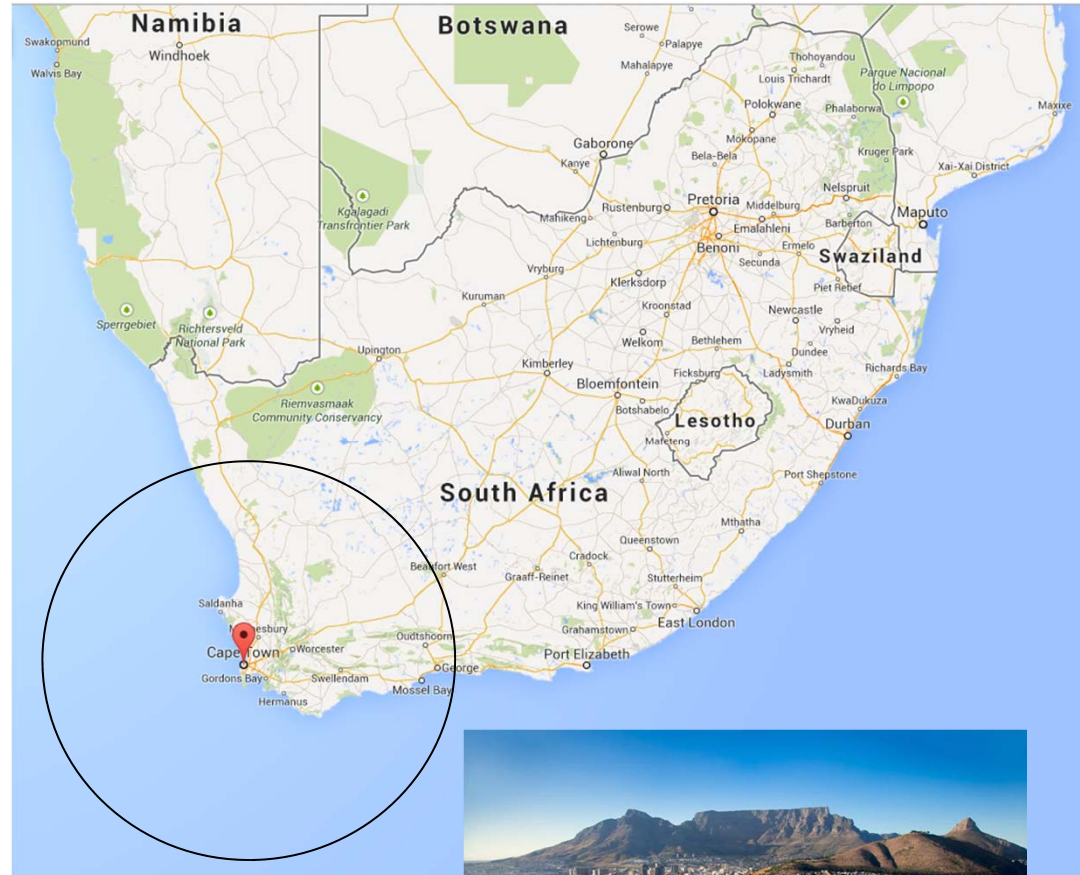 Namibia
Botswana
Serowe
Palapye
Swakopmund
Windhoek
Mahalapye
Thohoyandou
Walvis Bay
Louis Trichardt
Parque Nacional
do Limpopo
Polokwane
Phalaborwa
Maxixe
Mokopane
Gaborone
Kanye
Bela-Bela
Kruger Park
Xai-Xai District
Nelspruit
Kgalagadi
Transfrontier Park
Mahikeng
Rustenburg
Pretoria
Middelburg
Maputo
Emalahleni
Barberton
Lichtenburg
Benoni
Ermelo
Swaziland
Secunda
Vryburg
Klerksdorp
Piet Retief
Kuruman
Kroonstad
Newcastle
Sperrgebiet
Richtersveld
National Park
Vryheid
Welkom
Bethlehem
Dundee
Upington
Kimberley
Ficksburg
Ladysmith
Richards Bay
Bloemfontein
Riemvasmaak
Community Conservancy
Botshabelo
KwaDukuza
Lesotho
Durban
Mafeteng
Aliwal North
Port Shepstone
South Africa
Mthatha
Queenstown
Cradock
Beaufort West
Graaff-Reinet
Stutterheim
Saldanha
King William's Town
East London
Grahamstown
Oudtshoorn
Cape Town
Worcester
Port Elizabeth
George
Gordons Bay
Swellendam
Mossel Bay
Hermanus